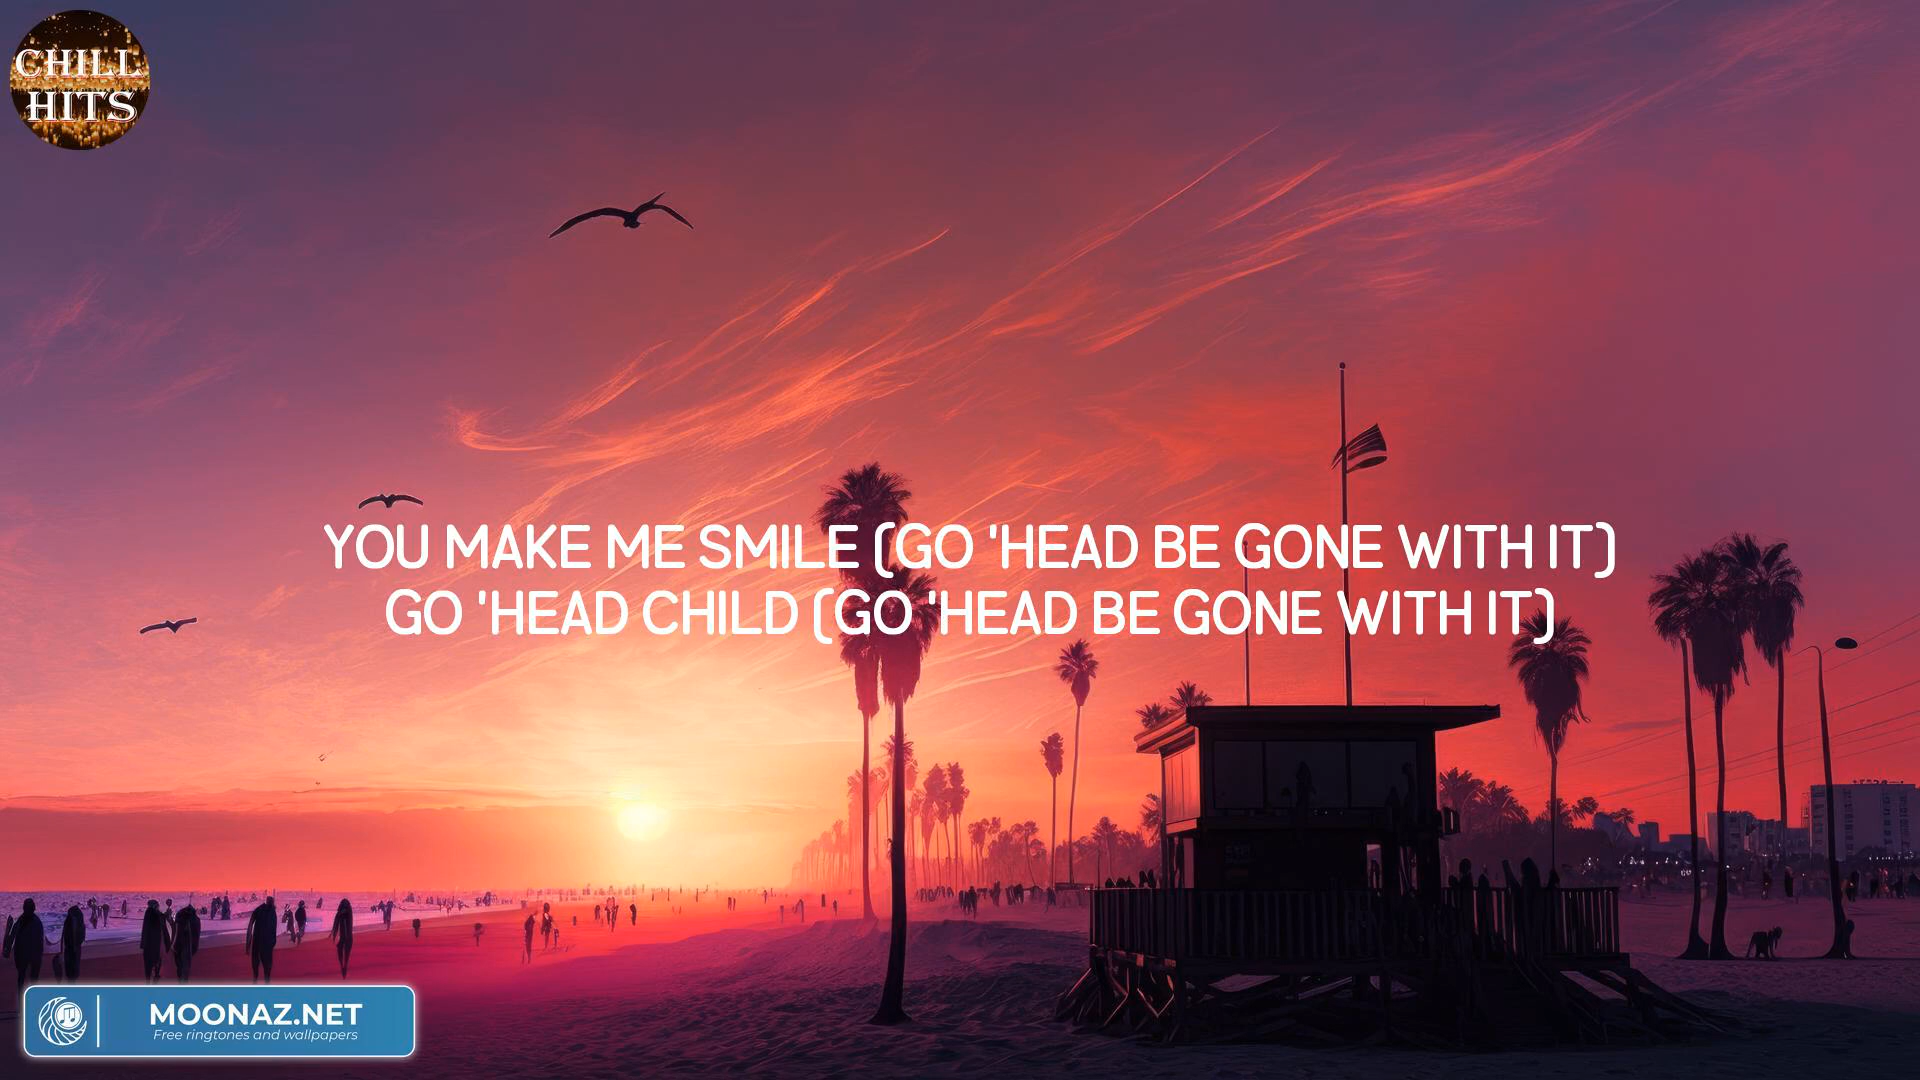 CHILL
HITS
YOU MAKE ME SMILE (GO 'HEAD BE GONE WITH IT)
GO 'HEAD CHILD (GO 'HEAD BE GONE WITH IT)
MOONAZ.NET
Free ringtones and wallpapers